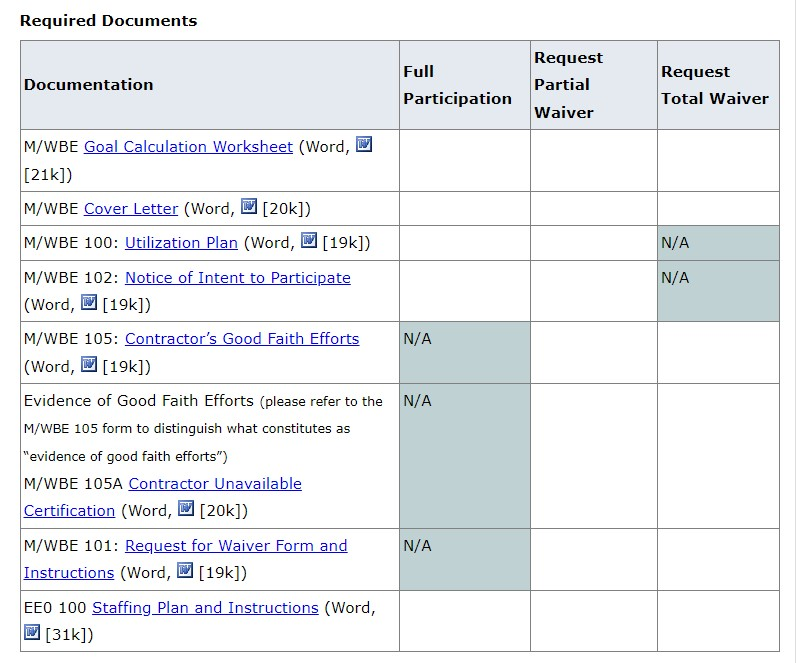 Required Documents
Documentation
Full
Participation
Request
Partial
Waiver
Request
Total Waiver
M/WBE Goal Calculation Worksheet (Word,
[21k])
M/WBE Cover Letter (Word, [20k])
M/WBE 100: Utilization Plan (Word, [19k])
N/A
M/WBE 102: Notice of Intent to Participate
(Word, [19k])
N/A
M/WBE 105: Contractor’s Good Faith Efforts
(Word, [19k])
N/A
Evidence of Good Faith Efforts (please refer to the
M/WBE 105 form to distinguish what constitutes as
“evidence of good faith efforts”)
M/WBE 105A Contractor Unavailable
Certification (Word, [20k])
N/A
M/WBE 101: Request for Waiver Form and
Instructions (Word, [19k])
N/A
EE0 100 Staffing Plan and Instructions (Word,
[31k])